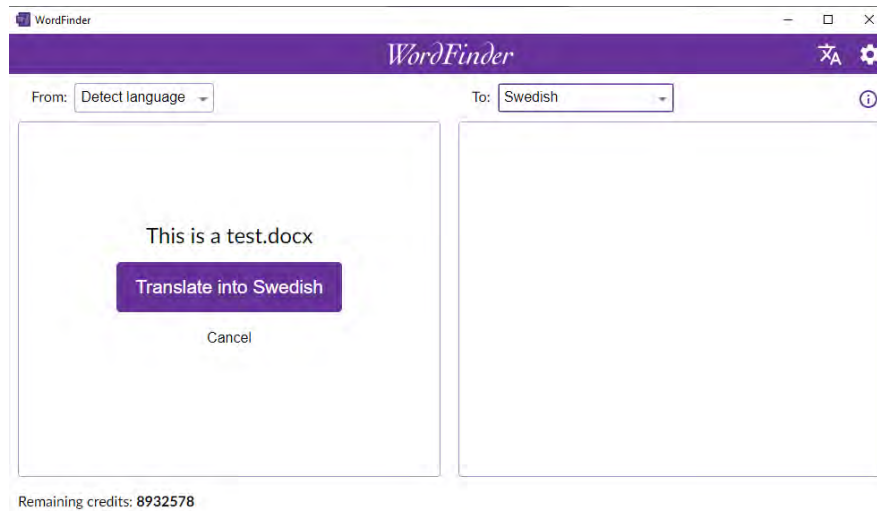 WordFinder
WordFinder
From: Detect language To: Swedish
This is a test.docx
Translate into Swedish
Cancel
Remaining credits: 8932578